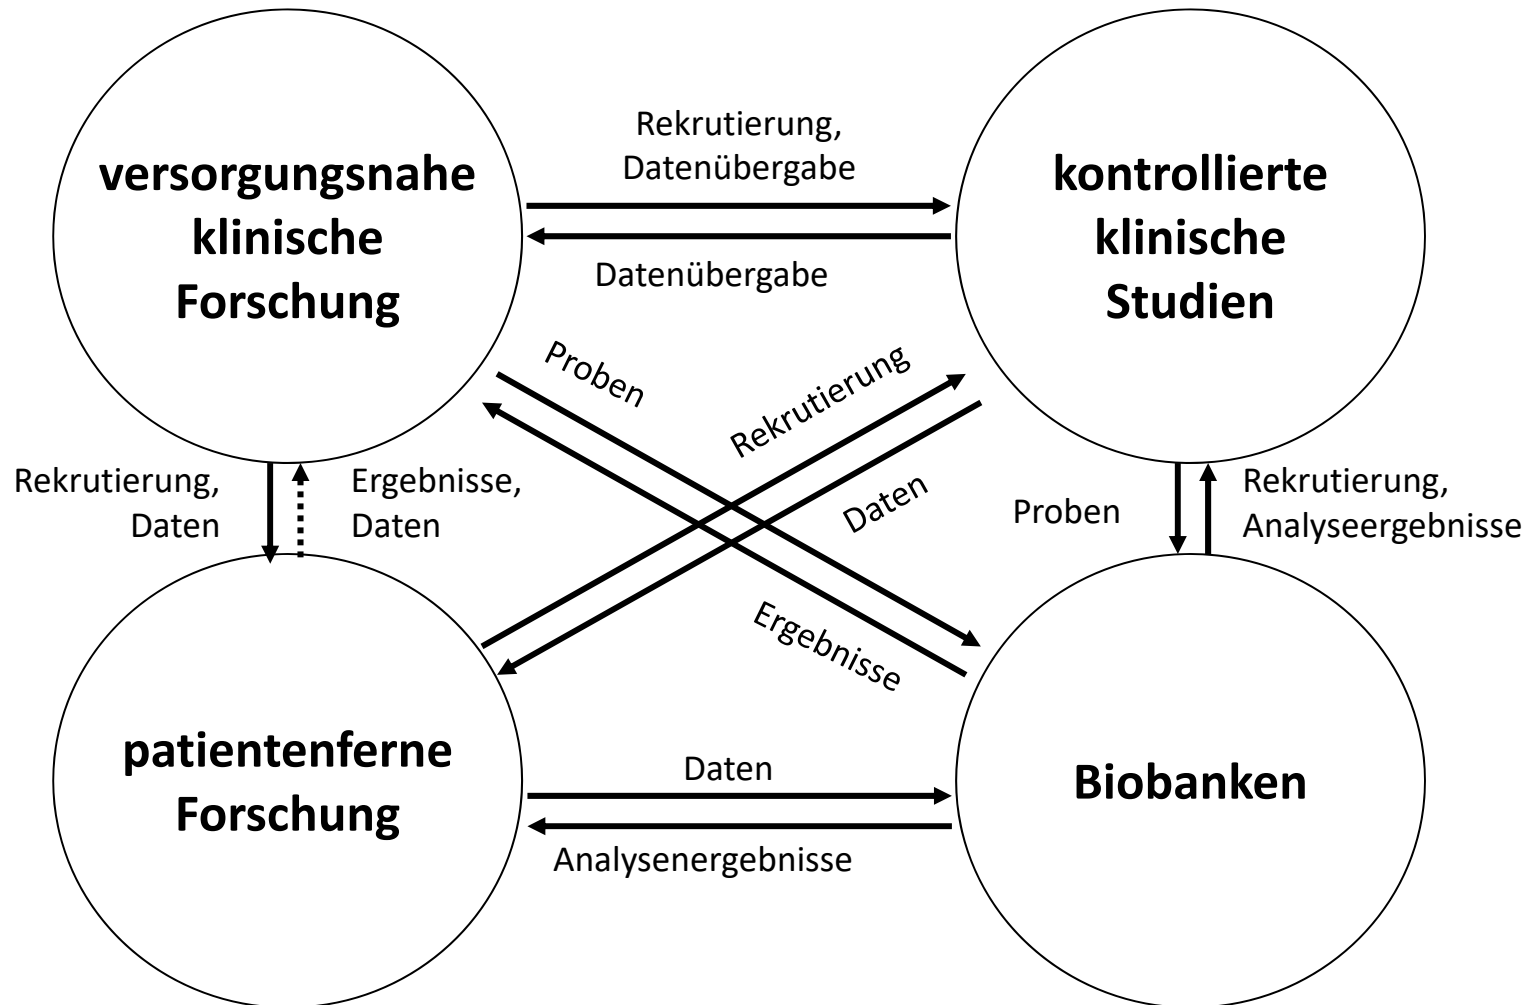 versorgungsnahe
klinische
Forschung
Rekrutierung,
Datenübergabe
Datenübergabe
kontrollierte
klinische
Studien
Proben
Rekrutierung
Daten
Ergebnisse
Rekrutierung,
Daten
Ergebnisse,
Daten
Proben
Rekrutierung,
Analyseergebnisse
patientenferne
Forschung
Daten
Analysenergebnisse
Biobanken